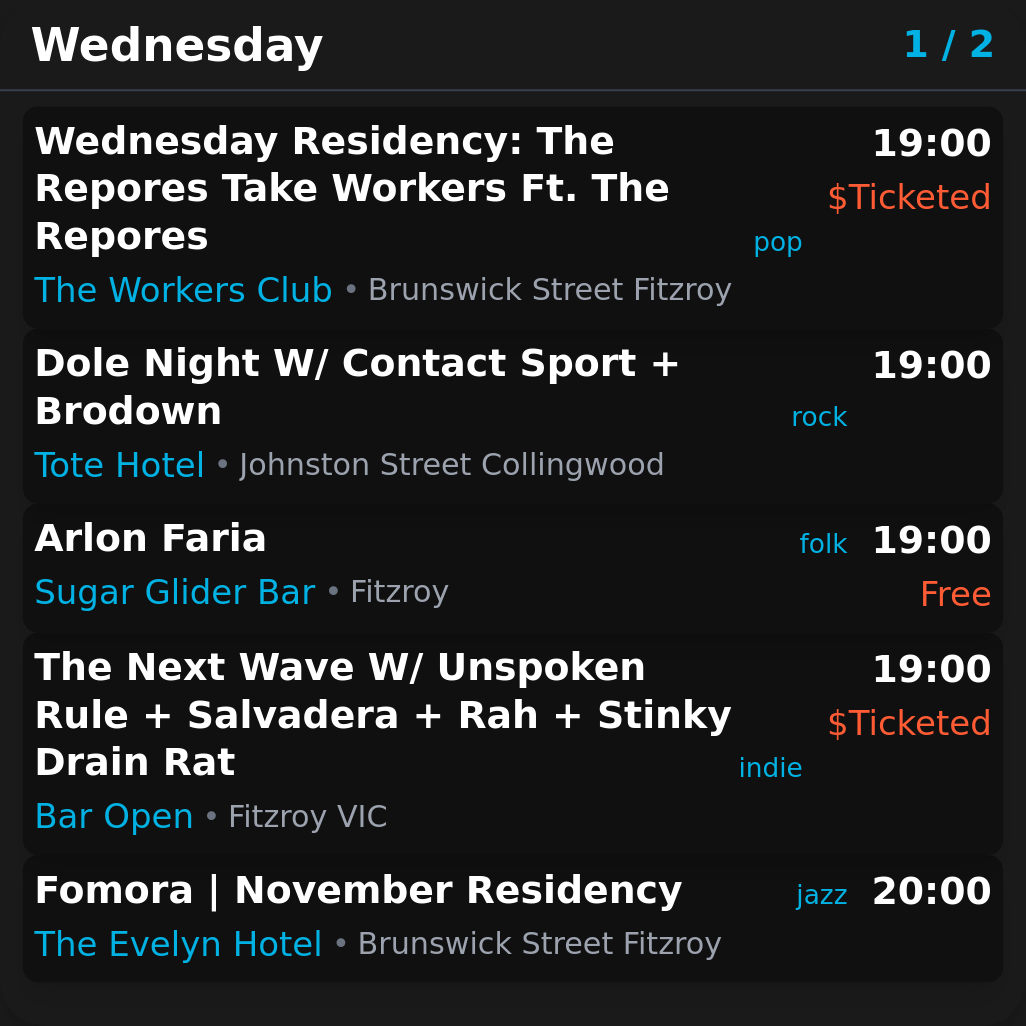 Wednesday 1 / 2
Wednesday Residency: The 19:00
Repores Take Workers Ft. The $Ticketed
Repores pop
The Workers Club • Brunswick Street Fitzroy
Dole Night W/ Contact Sport + 19:00
Brodown rock
Tote Hotel • Johnston Street Collingwood
Arlon Faria folk 19:00
Sugar Glider Bar • Fitzroy Free
The Next Wave W/ Unspoken 19:00
Rule + Salvadera + Rah + Stinky $Ticketed
Drain Rat indie
Bar Open • Fitzroy VIC
Fomora | November Residency jazz 20:00
The Evelyn Hotel • Brunswick Street Fitzroy